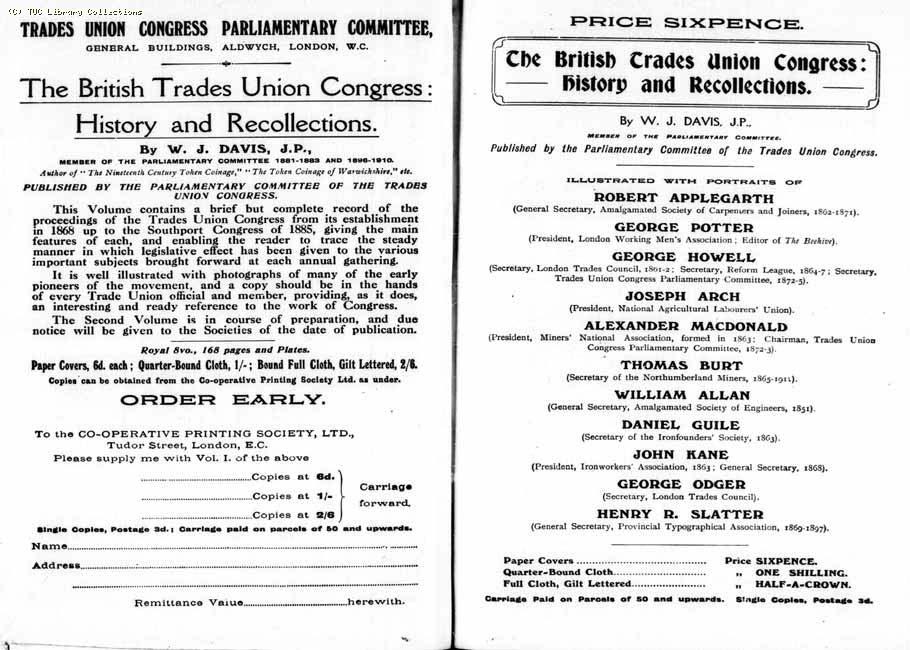 (C) TUC Library Collections
TRADES UNION CONGRESS PARLIAMENTARY COMMITTEE,
GENERAL BUILDINGS, ALDWYCH, LONDON, W.C.
The British Trades Union Congress:
History and Recollections.
By W. J. DAVIS, J.P.,
MEMBER OF THE PARLIAMENTARY COMMITTEE 1881-1883 AND 1896-1910.
Author of "The Nineteenth Century Token Coinage," "The Token Coinage of Warwickshire," etc.
PUBLISHED BY THE PARLIAMENTARY COMMITTEE OF THE TRADES
UNION CONGRESS.
This Volume contains a brief but complete record of the
proceedings of the Trades Union Congress from its establishment
in 1868 up to the Southport Congress of 1885, giving the main
features of each, and enabling the reader to trace the steady
manner in which legislative effect has been given to the various
important subjects brought forward at each annual gathering.
It is well illustrated with photographs of many of the early
pioneers of the movement, and a copy should be in the hands
of every Trade Union official and member, providing, as it does,
an interesting and ready reference to the work of Congress.
The Second Volume is in course of preparation, and due
notice will be given to the Societies of the date of publication.
Royal 8vo., 168 pages and Plates.
Paper Covers, 6d. each; Quarter-Bound Cloth, 1/-; Bound Full Cloth, Gilt Lettered, 2/6.
Copies can be obtained from the Co-operative Printing Society Ltd. as under.
ORDER EARLY.
To the CO-OPERATIVE PRINTING SOCIETY, LTD.,
Tudor Street, London, E.C.
Please supply me with Vol. I. of the above
Copies at 6d.
Copies at 1/-
Copies at 2/6
Carriage
forward.
Single Copies, Postage 3d.; Carriage paid on parcels of 50 and upwards.
Name
Address
Remittance Value herewith.
PRICE SIXPENCE.
The British Trades Union Congress:
History and Recollections.
By W. J. DAVIS, J.P.,
MEMBER OF THE PARLIAMENTARY COMMITTEE.
Published by the Parliamentary Committee of the Trades Union Congress.
ILLUSTRATED WITH PORTRAITS OF
ROBERT APPLEGARTH
(General Secretary, Amalgamated Society of Carpenters and Joiners, 1862-1871).
GEORGE POTTER
(President, London Working Men's Association; Editor of The Beehive).
GEORGE HOWELL
(Secretary, London Trades Council, 1861-2; Secretary, Reform League, 1864-7; Secretary,
Trades Union Congress Parliamentary Committee, 1872-5).
JOSEPH ARCH
(President, National Agricultural Labourers' Union).
ALEXANDER MACDONALD
(President, Miners' National Association, formed in 1863; Chairman, Trades Union
Congress Parliamentary Committee, 1872-3).
THOMAS BURT
(Secretary of the Northumberland Miners, 1865-1911).
WILLIAM ALLAN
(General Secretary, Amalgamated Society of Engineers, 1851).
DANIEL GUILE
(Secretary of the Ironfounders' Society, 1863).
JOHN KANE
(President, Ironworkers' Association, 1863; General Secretary, 1868).
GEORGE ODGER
(Secretary, London Trades Council).
HENRY R. SLATTER
(General Secretary, Provincial Typographical Association, 1869-1897).
Paper Covers Price SIXPENCE.
Quarter-Bound Cloth „ ONE SHILLING.
Full Cloth, Gilt Lettered „ HALF-A-CROWN.
Carriage Paid on Parcels of 50 and upwards. Single Copies, Postage 3d.